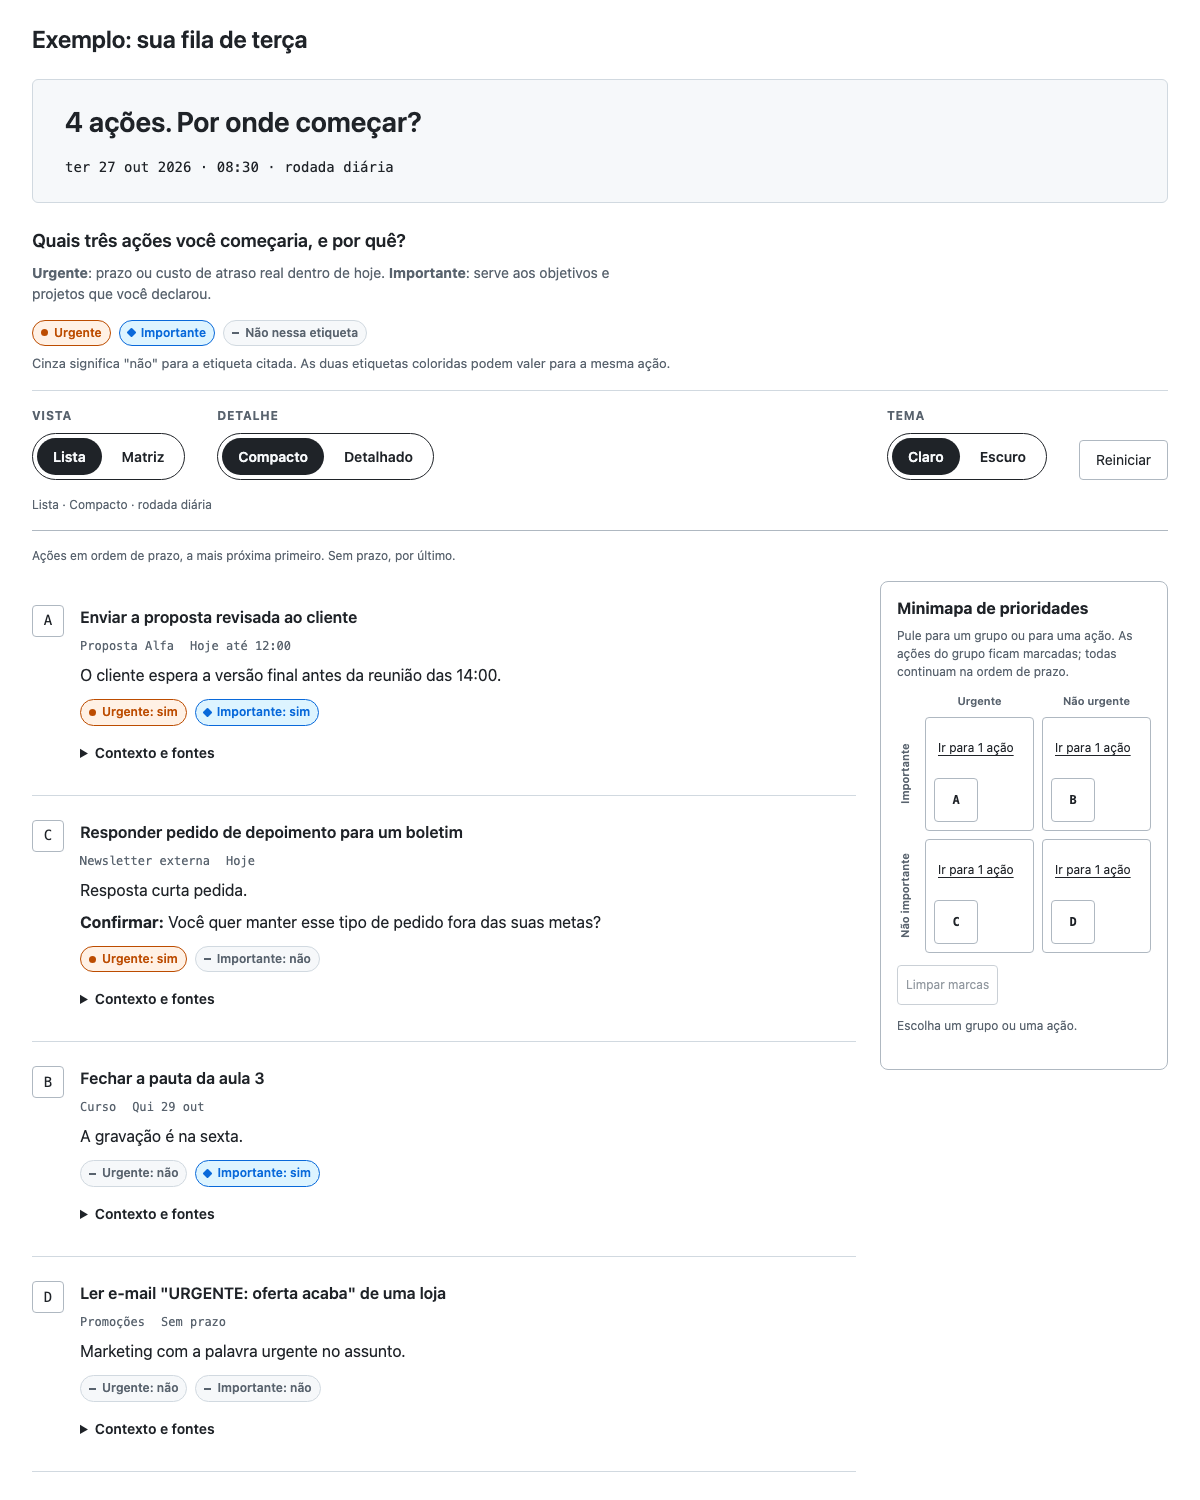 Exemplo: sua fila de terça
4 ações. Por onde começar?
ter 27 out 2026 · 08:30 · rodada diária
Quais três ações você começaria, e por quê?
Urgente: prazo ou custo de atraso real dentro de hoje. Importante: serve aos objetivos e
projetos que você declarou.
Urgente
Importante
Não nessa etiqueta
Cinza significa "não" para a etiqueta citada. As duas etiquetas coloridas podem valer para a mesma ação.
VISTA
Lista
Matriz
DETALHE
Compacto
Detalhado
TEMA
Claro
Escuro
Reiniciar
Lista · Compacto · rodada diária
Ações em ordem de prazo, a mais próxima primeiro. Sem prazo, por último.
A
Enviar a proposta revisada ao cliente
Proposta Alfa Hoje até 12:00
O cliente espera a versão final antes da reunião das 14:00.
Urgente: sim
Importante: sim
Contexto e fontes
C
Responder pedido de depoimento para um boletim
Newsletter externa Hoje
Resposta curta pedida.
Confirmar: Você quer manter esse tipo de pedido fora das suas metas?
Urgente: sim
Importante: não
Contexto e fontes
B
Fechar a pauta da aula 3
Curso Qui 29 out
A gravação é na sexta.
Urgente: não
Importante: sim
Contexto e fontes
D
Ler e-mail "URGENTE: oferta acaba" de uma loja
Promoções Sem prazo
Marketing com a palavra urgente no assunto.
Urgente: não
Importante: não
Contexto e fontes
Minimapa de prioridades
Pule para um grupo ou para uma ação. As
ações do grupo ficam marcadas; todas
continuam na ordem de prazo.
Urgente
Não urgente
Importante
Ir para 1 ação
A
Ir para 1 ação
B
Não importante
Ir para 1 ação
C
Ir para 1 ação
D
Limpar marcas
Escolha um grupo ou uma ação.